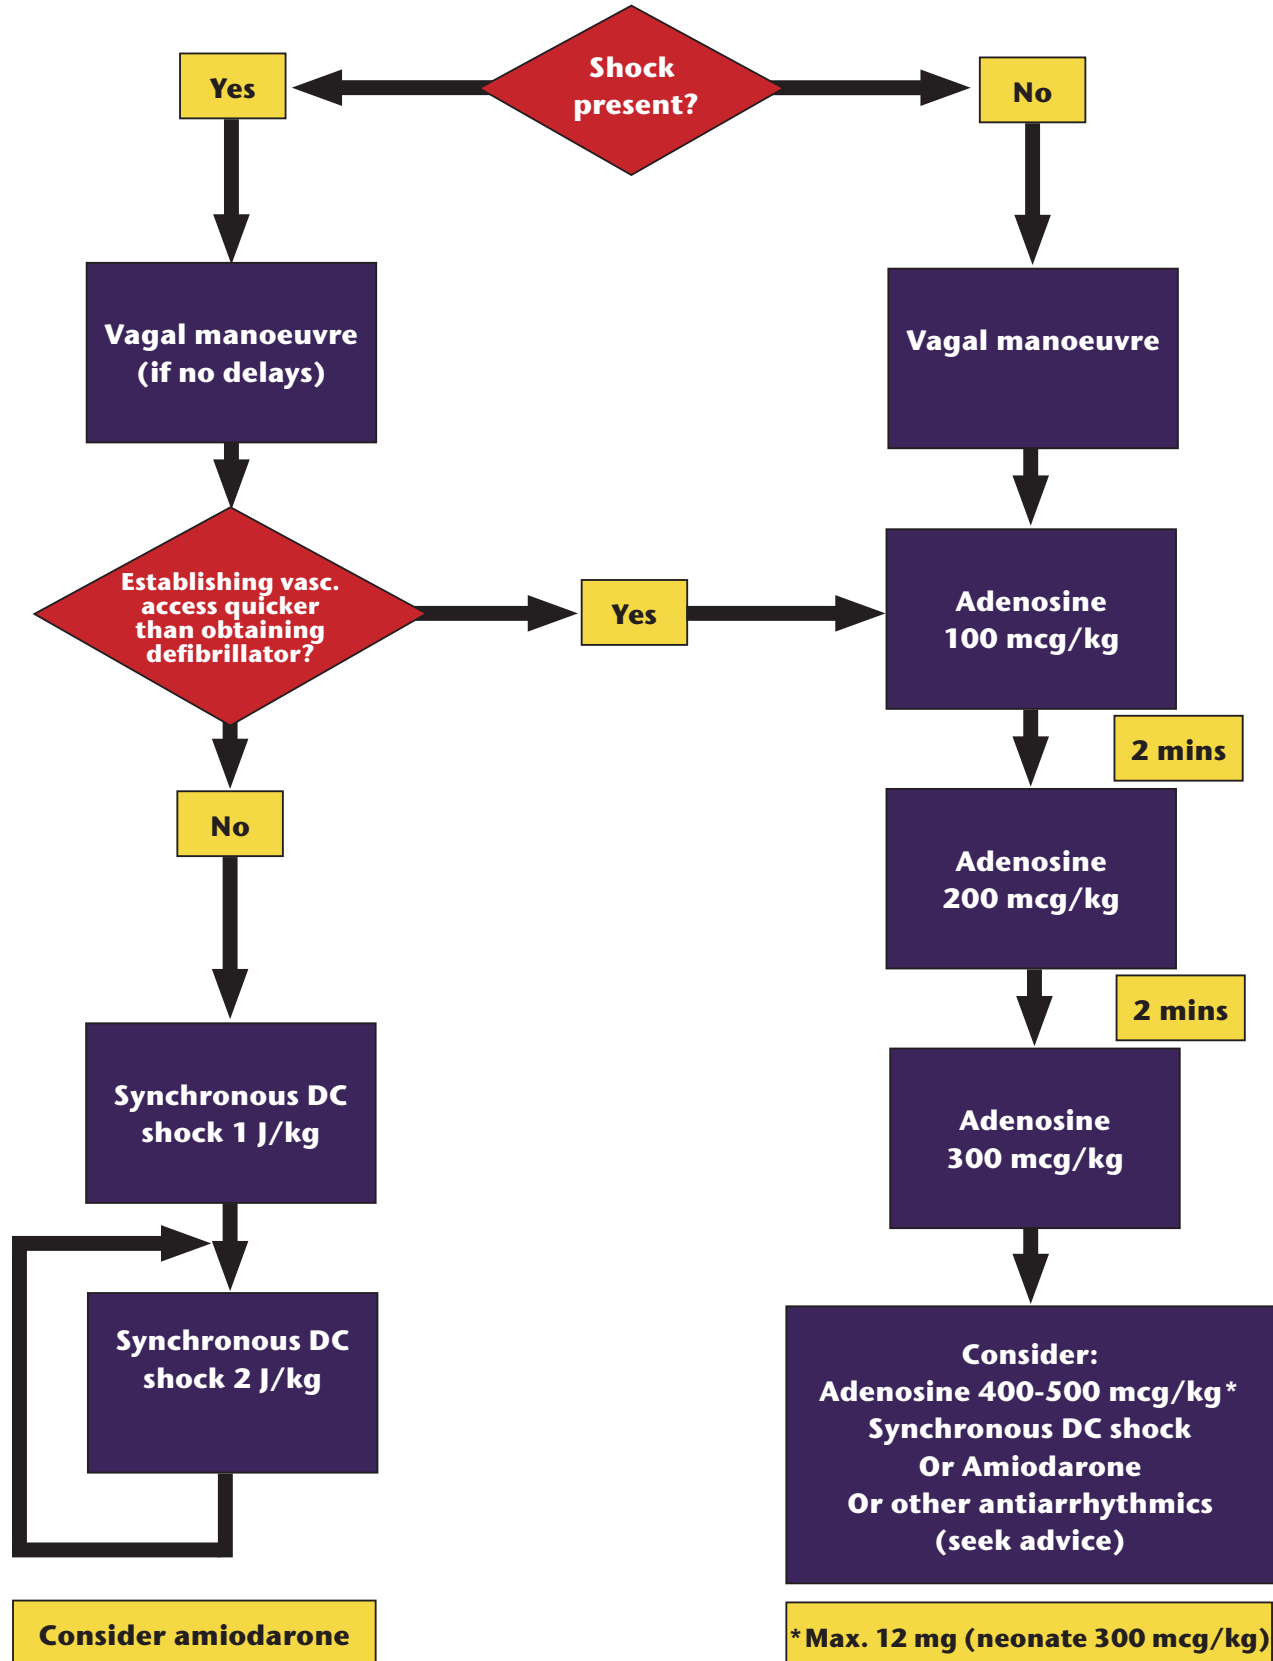 Shock
present?
Yes
No
Vagal manoeuvre
(if no delays)
Vagal manoeuvre
Establishing vasc.
access quicker
than obtaining
defibrillator?
Yes
Adenosine
100 mcg/kg
2 mins
No
Adenosine
200 mcg/kg
2 mins
Synchronous DC
shock 1 J/kg
Adenosine
300 mcg/kg
Synchronous DC
shock 2 J/kg
Consider:
Adenosine 400-500 mcg/kg*
Synchronous DC shock
Or Amiodarone
Or other antiarrhythmics
(seek advice)
Consider amiodarone
*Max. 12 mg (neonate 300 mcg/kg)